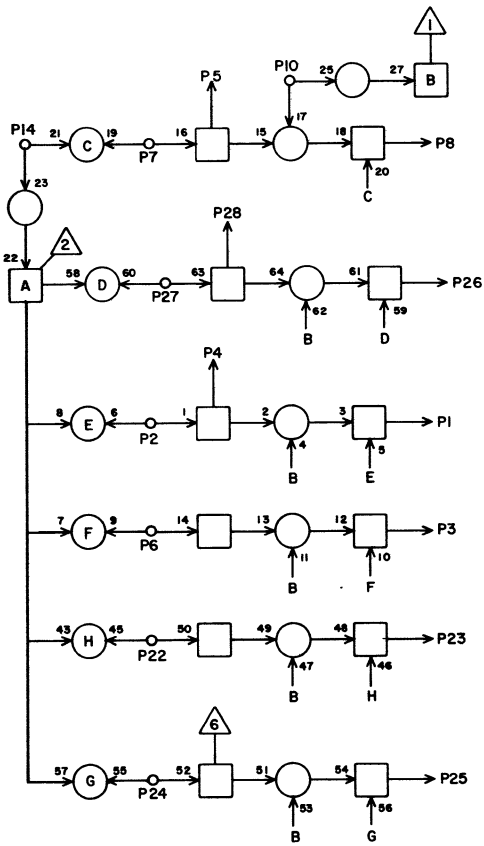 1
P5 P10 25 27 B
P14 21 C 19 P7 16 15 17 18 P8
20
C
23
22 2 P28
A 58 D 60 P27 63 64 62 61 59 P26
B D
P4
8 E 6 P2 1 2 4 3 5 P1
B E
7 F 9 P6 14 13 11 12 10 P3
B F
43 H 45 P22 50 49 47 48 46 P23
B H
6
57 G 55 P24 52 51 53 54 56 P25
B G